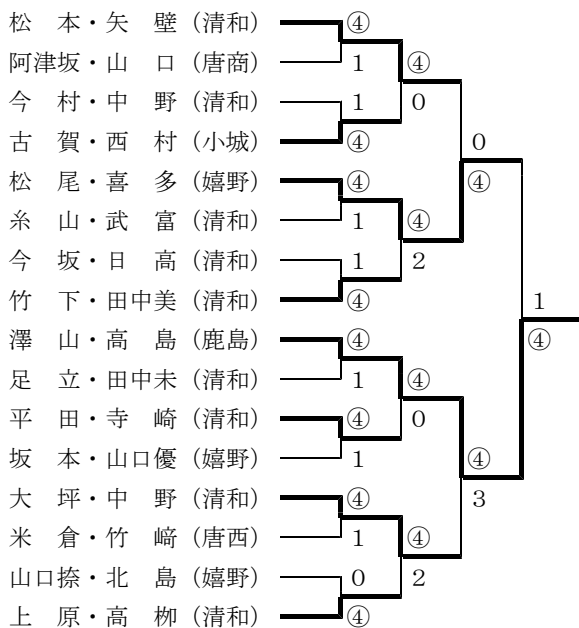 松　本・矢　壁（清和） ④
阿津坂・山　口（唐商） 1 ④
今　村・中　野（清和） 1 0
古　賀・西　村（小城） ④ 0
松　尾・喜　多（嬉野） ④ ④
糸　山・武　富（清和） 1 ④
今　坂・日　高（清和） 1 2
竹　下・田中美（清和） ④ 1
澤　山・高　島（鹿島） ④ ④
足　立・田中未（清和） 1 ④
平　田・寺　崎（清和） ④ 0
坂　本・山口優（嬉野） 1 ④
大　坪・中　野（清和） ④ 3
米　倉・竹　﨑（唐西） 1 ④
山口捺・北　島（嬉野） 0 2
上　原・高　栁（清和） ④